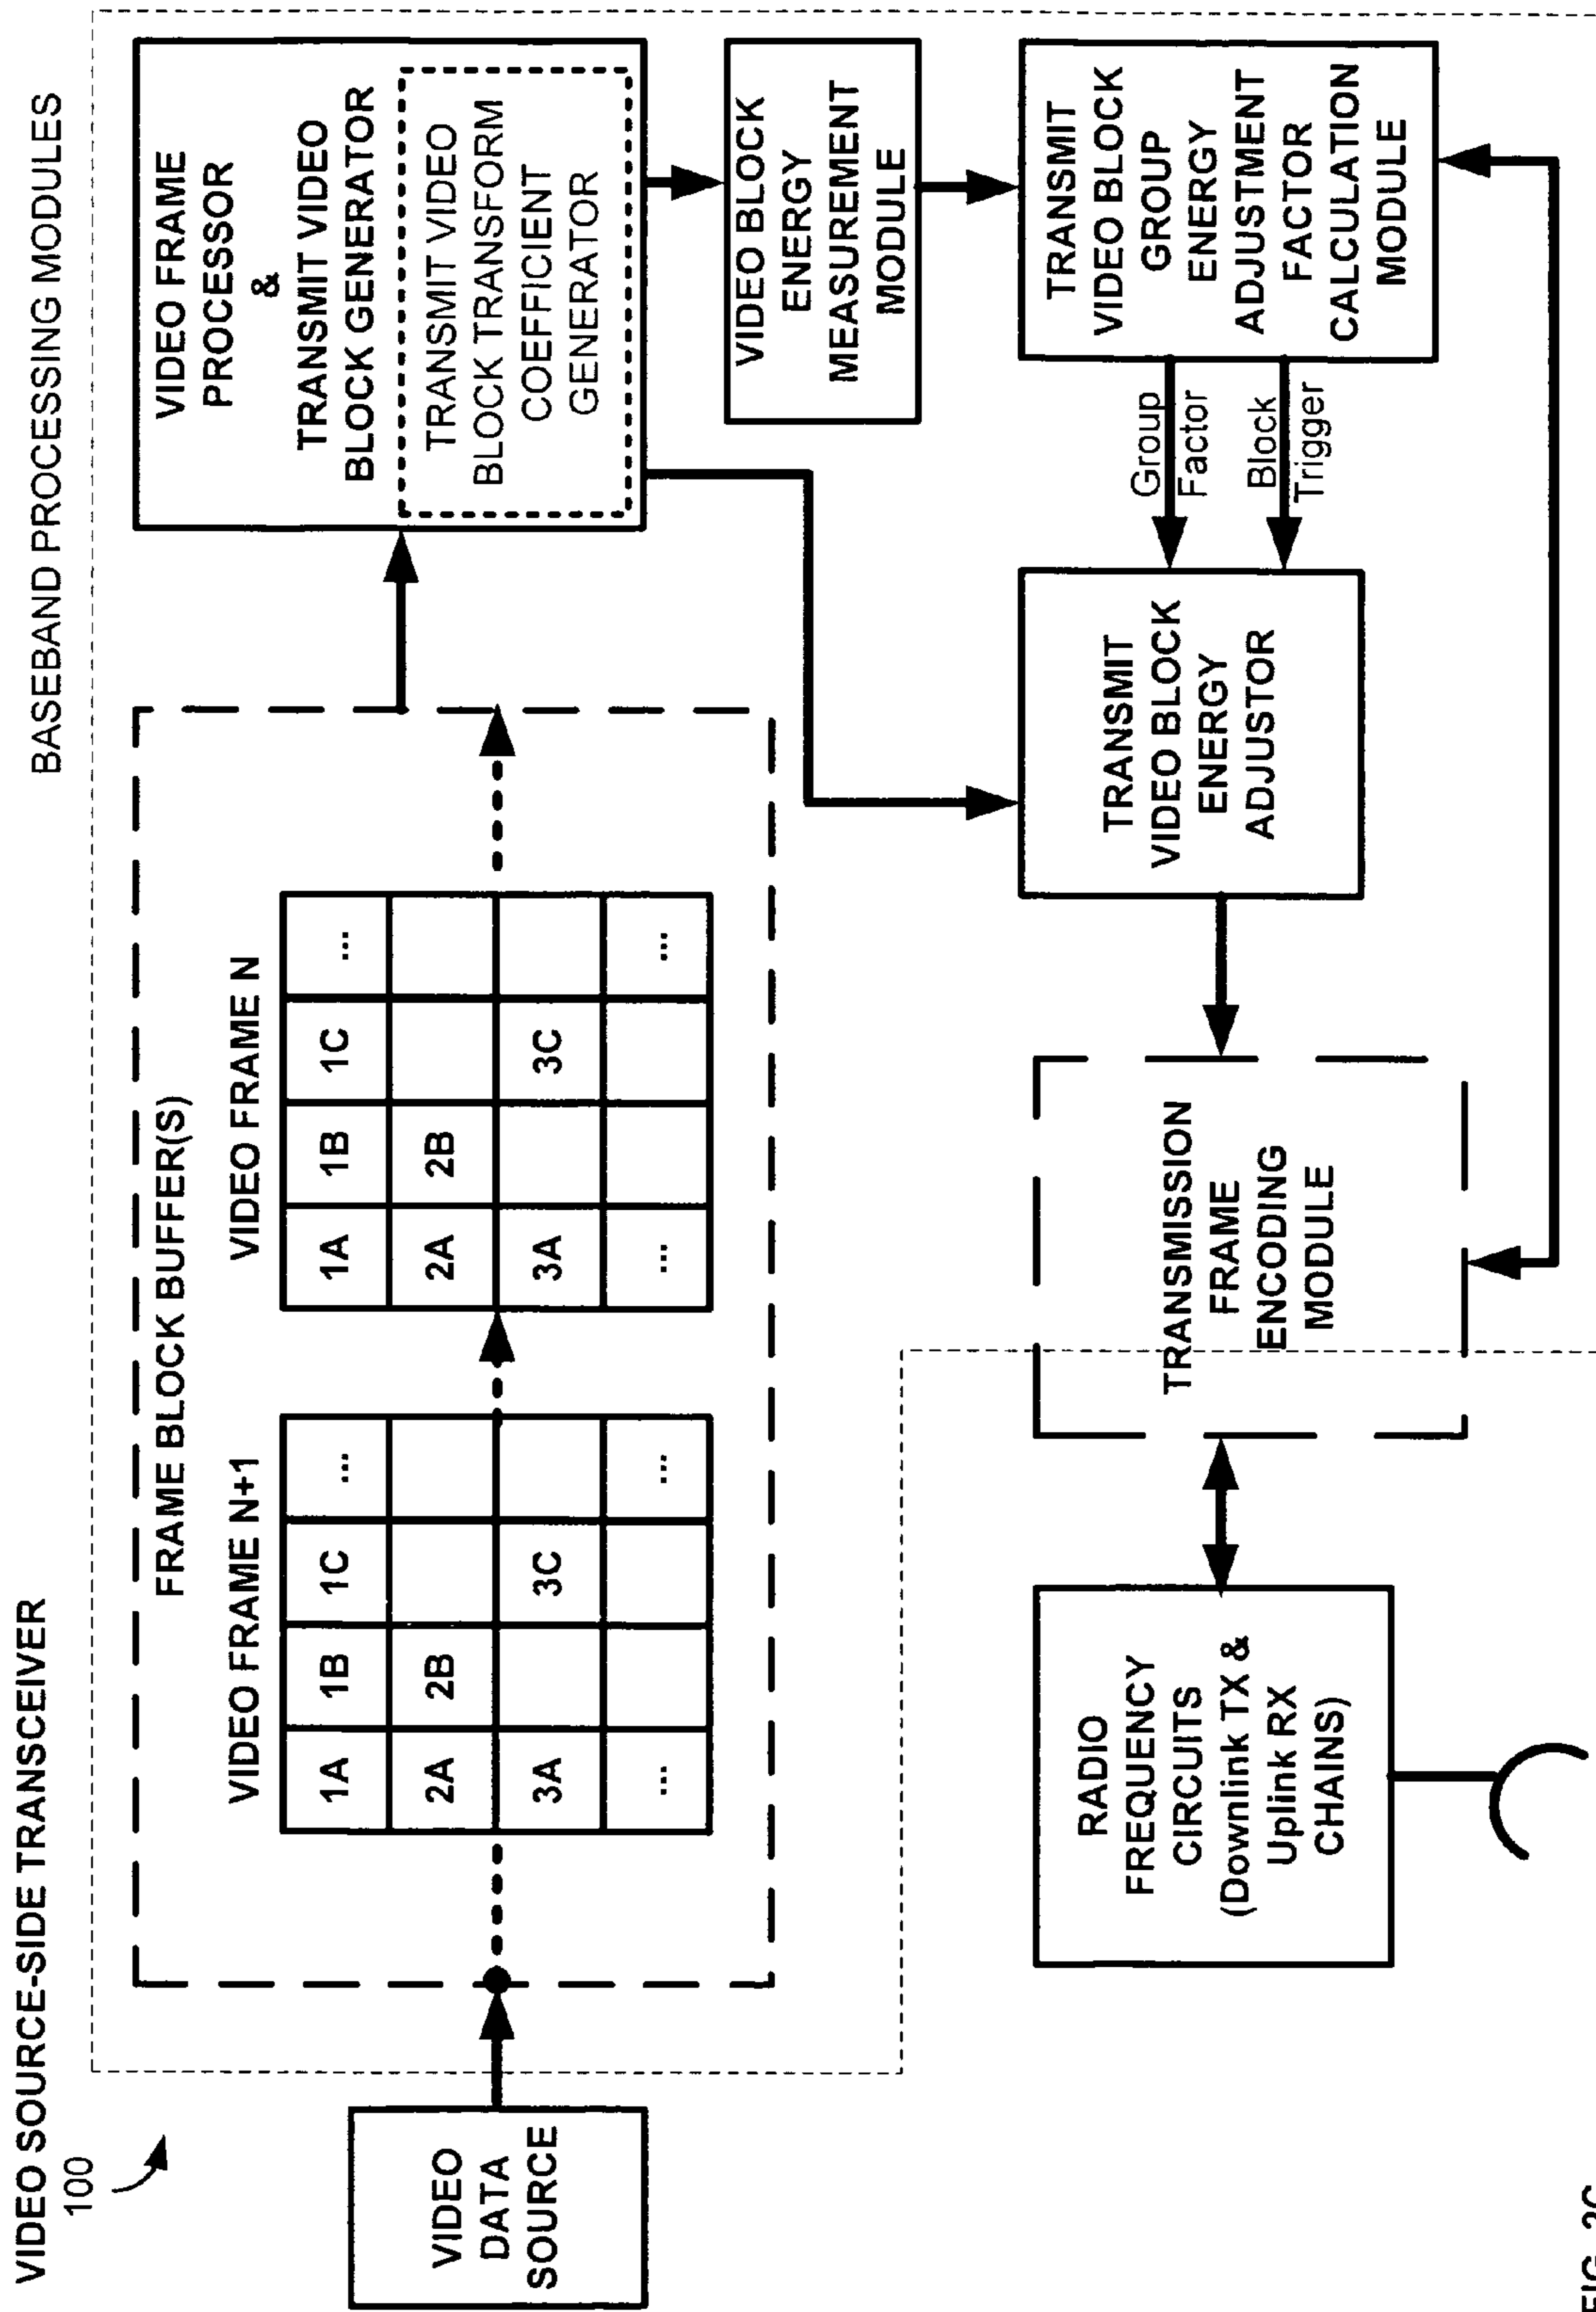 VIDEO SOURCE-SIDE TRANSCEIVER
100
BASEBAND PROCESSING MODULES
VIDEO
DATA
SOURCE
FRAME BLOCK BUFFER(S)
VIDEO FRAME N+1
1A 1B 1C ...
2A 2B
3A 3C
... ...
VIDEO FRAME N
1A 1B 1C ...
2A 2B
3A 3C
... ...
VIDEO FRAME
PROCESSOR
&
TRANSMIT VIDEO
BLOCK GENERATOR
TRANSMIT VIDEO
BLOCK TRANSFORM
COEFFICIENT
GENERATOR
VIDEO BLOCK
ENERGY
MEASUREMENT
MODULE
TRANSMIT
VIDEO BLOCK
GROUP
ENERGY
ADJUSTMENT
FACTOR
CALCULATION
MODULE
Group
Factor
Block
Trigger
TRANSMIT
VIDEO BLOCK
ENERGY
ADJUSTOR
TRANSMISSION
FRAME
ENCODING
MODULE
RADIO
FREQUENCY
CIRCUITS
(Downlink TX &
Uplink RX
CHAINS)
FIG. 2C